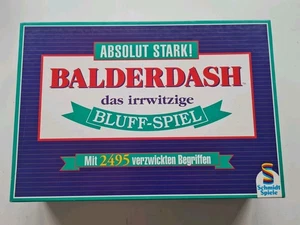 ABSOLUT STARK!
BALDERDASH
das irrwitzige
BLUFF-SPIEL
Mit 2495 verzwickten Begriffen
Schmidt
Spiele